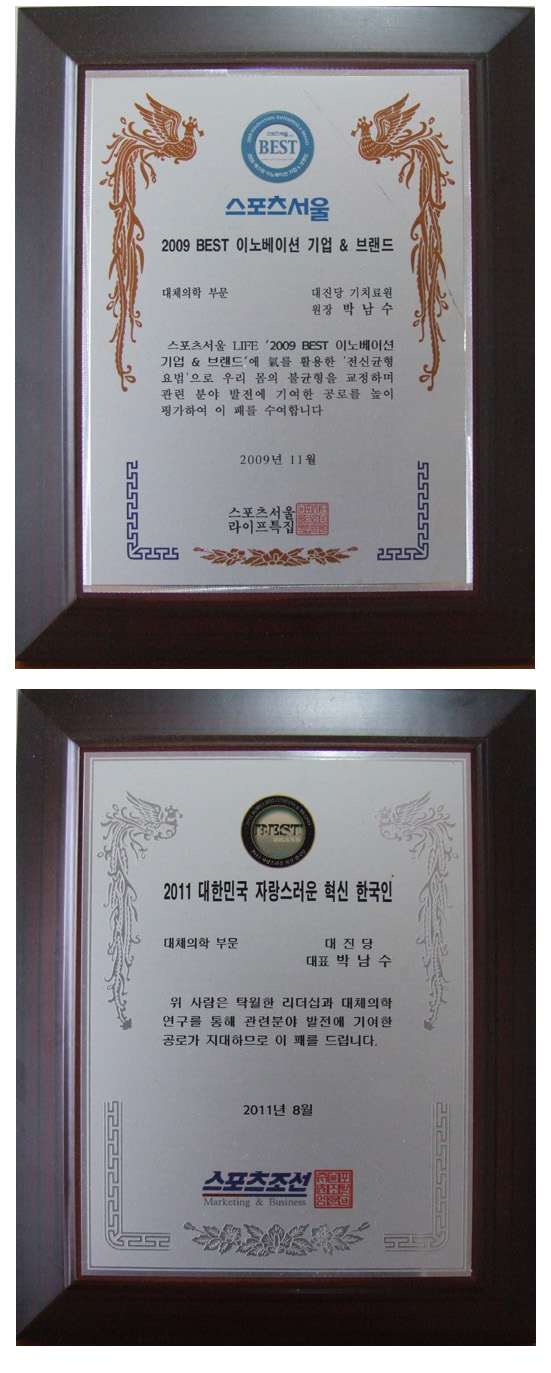 스포츠서울
BEST
스포츠서울
2009 BEST 이노베이션 기업 & 브랜드
대체의학 부문 대진당 기치료원
원장 박 남 수
스포츠서울 LIFE '2009 BEST 이노베이션
기업 & 브랜드'에 氣를 활용한 '전신균형
요법'으로 우리 몸의 불균형을 교정하며
관련 분야 발전에 기여한 공로를 높이
평가하여 이 패를 수여합니다
2009년 11월
스포츠서울
라이프특집
BEST
BRAND
2011 대한민국 자랑스러운 혁신 한국인
대체의학 부문 대 진 당
대표 박 남 수
위 사람은 탁월한 리더십과 대체의학
연구를 통해 관련분야 발전에 기여한
공로가 지대하므로 이 패를 드립니다.
2011년 8월
스포츠조선
Marketing & Business